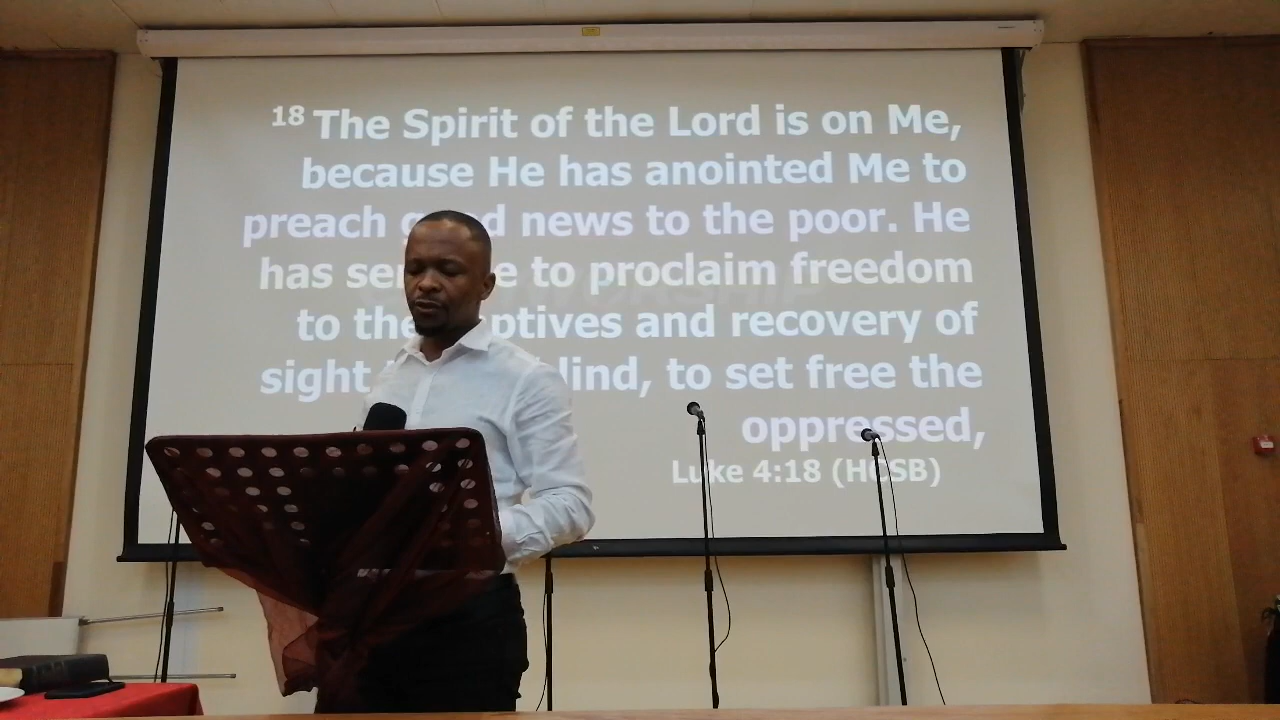 18 The Spirit of the Lord is on Me,
because He has anointed Me to
preach news to the poor. He
has to proclaim freedom
to the and recovery of
sight to set free the
oppressed,
Luke 4:18 (HCSB)